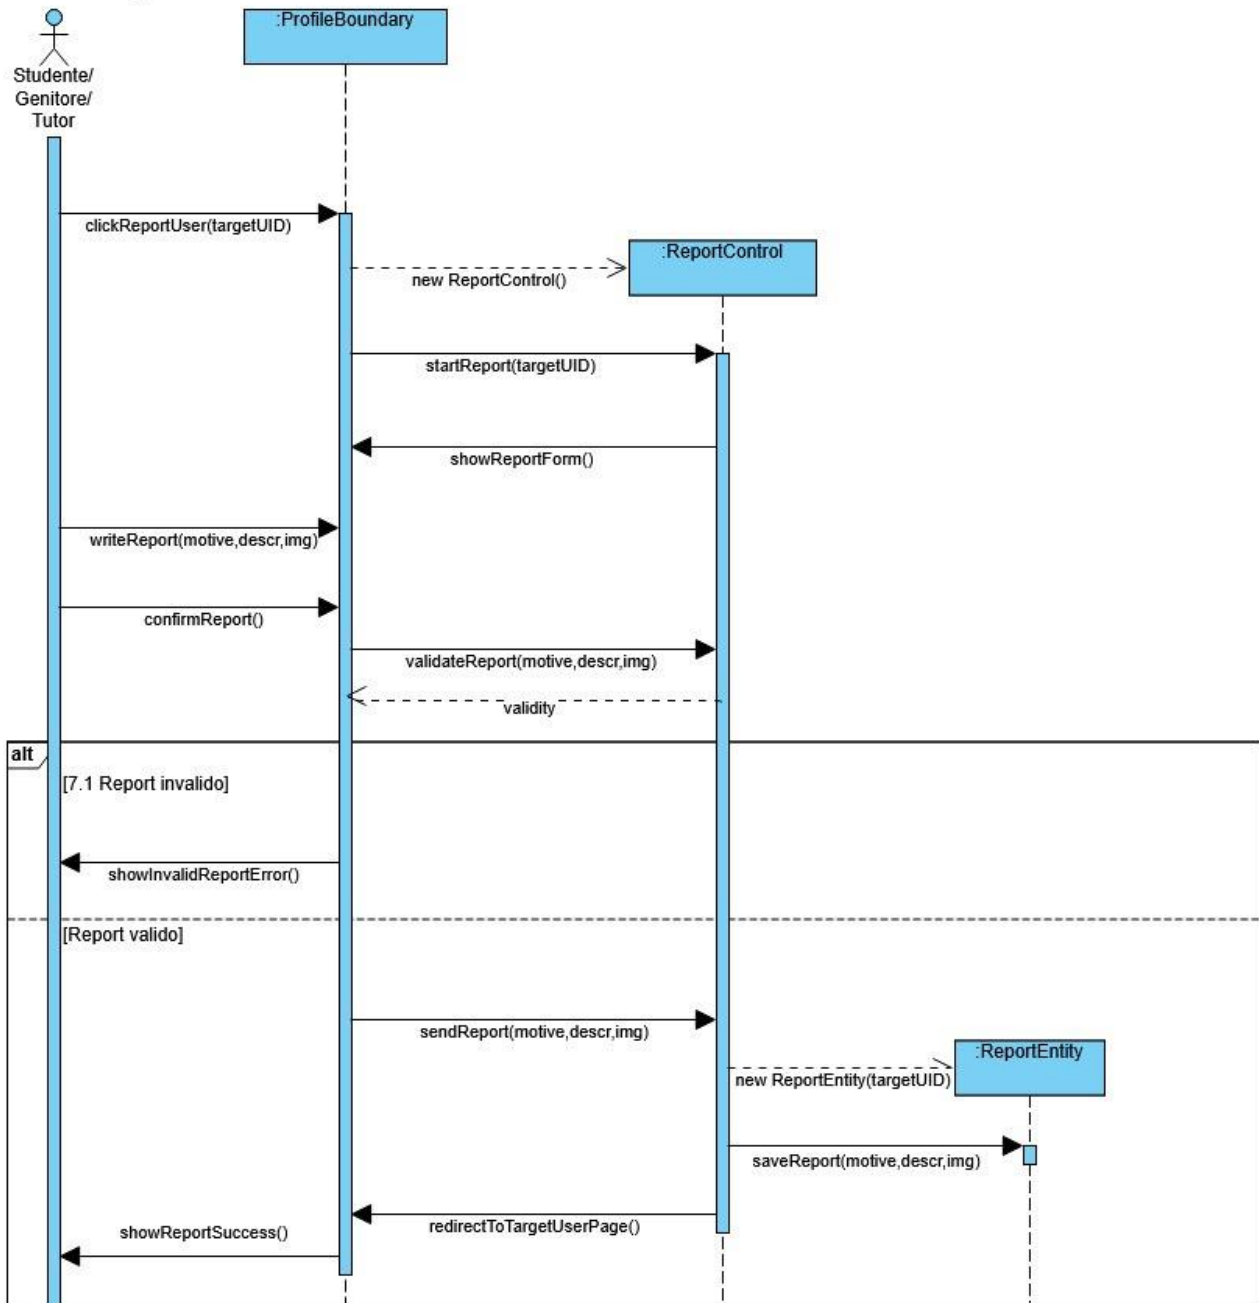 :ProfileBoundary
Studente/
Genitore/
Tutor
clickReportUser(targetUID)
:ReportControl
new ReportControl()
startReport(targetUID)
showReportForm()
writeReport(motive,descr,img)
confirmReport()
validateReport(motive,descr,img)
validity
alt
[7.1 Report invalido]
showInvalidReportError()
[Report valido]
sendReport(motive,descr,img)
:ReportEntity
new ReportEntity(targetUID)
saveReport(motive,descr,img)
redirectToTargetUserPage()
showReportSuccess()